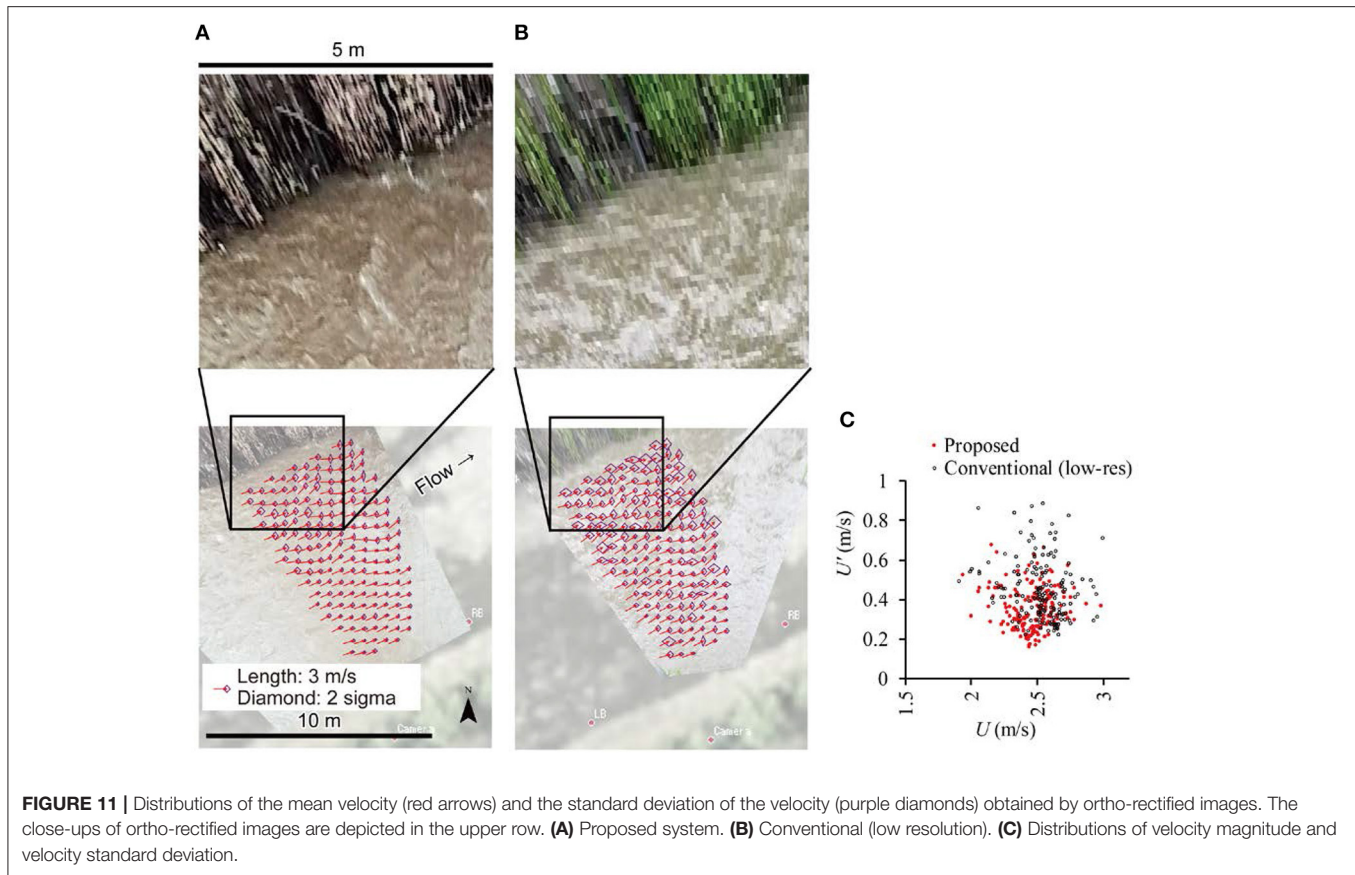 A
B
5 m
Flow →
RB
Length: 3 m/s
Diamond: 2 sigma
10 m
N
Camera
RB
LB
Camera
C
Proposed
Conventional (low-res)
1
0.8
0.6
0.4
0.2
0
U' (m/s)
1.5
2
2.5
3
U (m/s)
FIGURE 11 | Distributions of the mean velocity (red arrows) and the standard deviation of the velocity (purple diamonds) obtained by ortho-rectified images. The
close-ups of ortho-rectified images are depicted in the upper row. (A) Proposed system. (B) Conventional (low resolution). (C) Distributions of velocity magnitude and
velocity standard deviation.